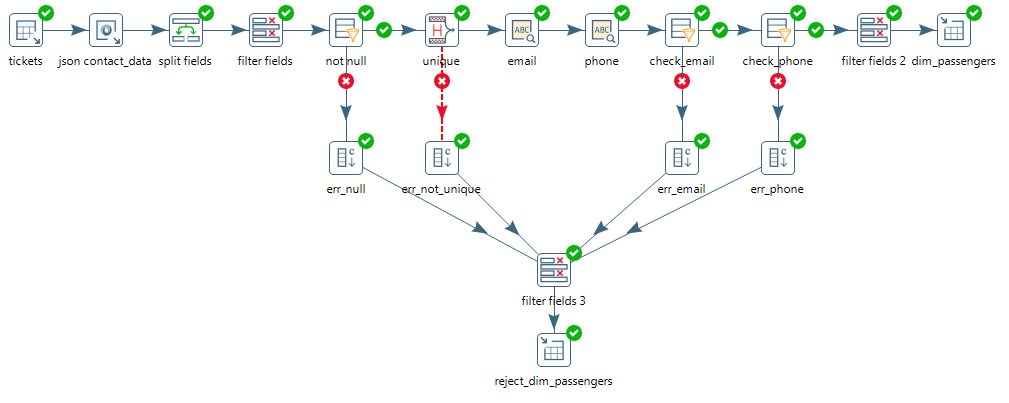 tickets
json contact_data
split fields
filter fields
not null
unique
email
phone
check_email
check_phone
filter fields 2
dim_passengers
err_null
err_not_unique
err_email
err_phone
filter fields 3
reject_dim_passengers